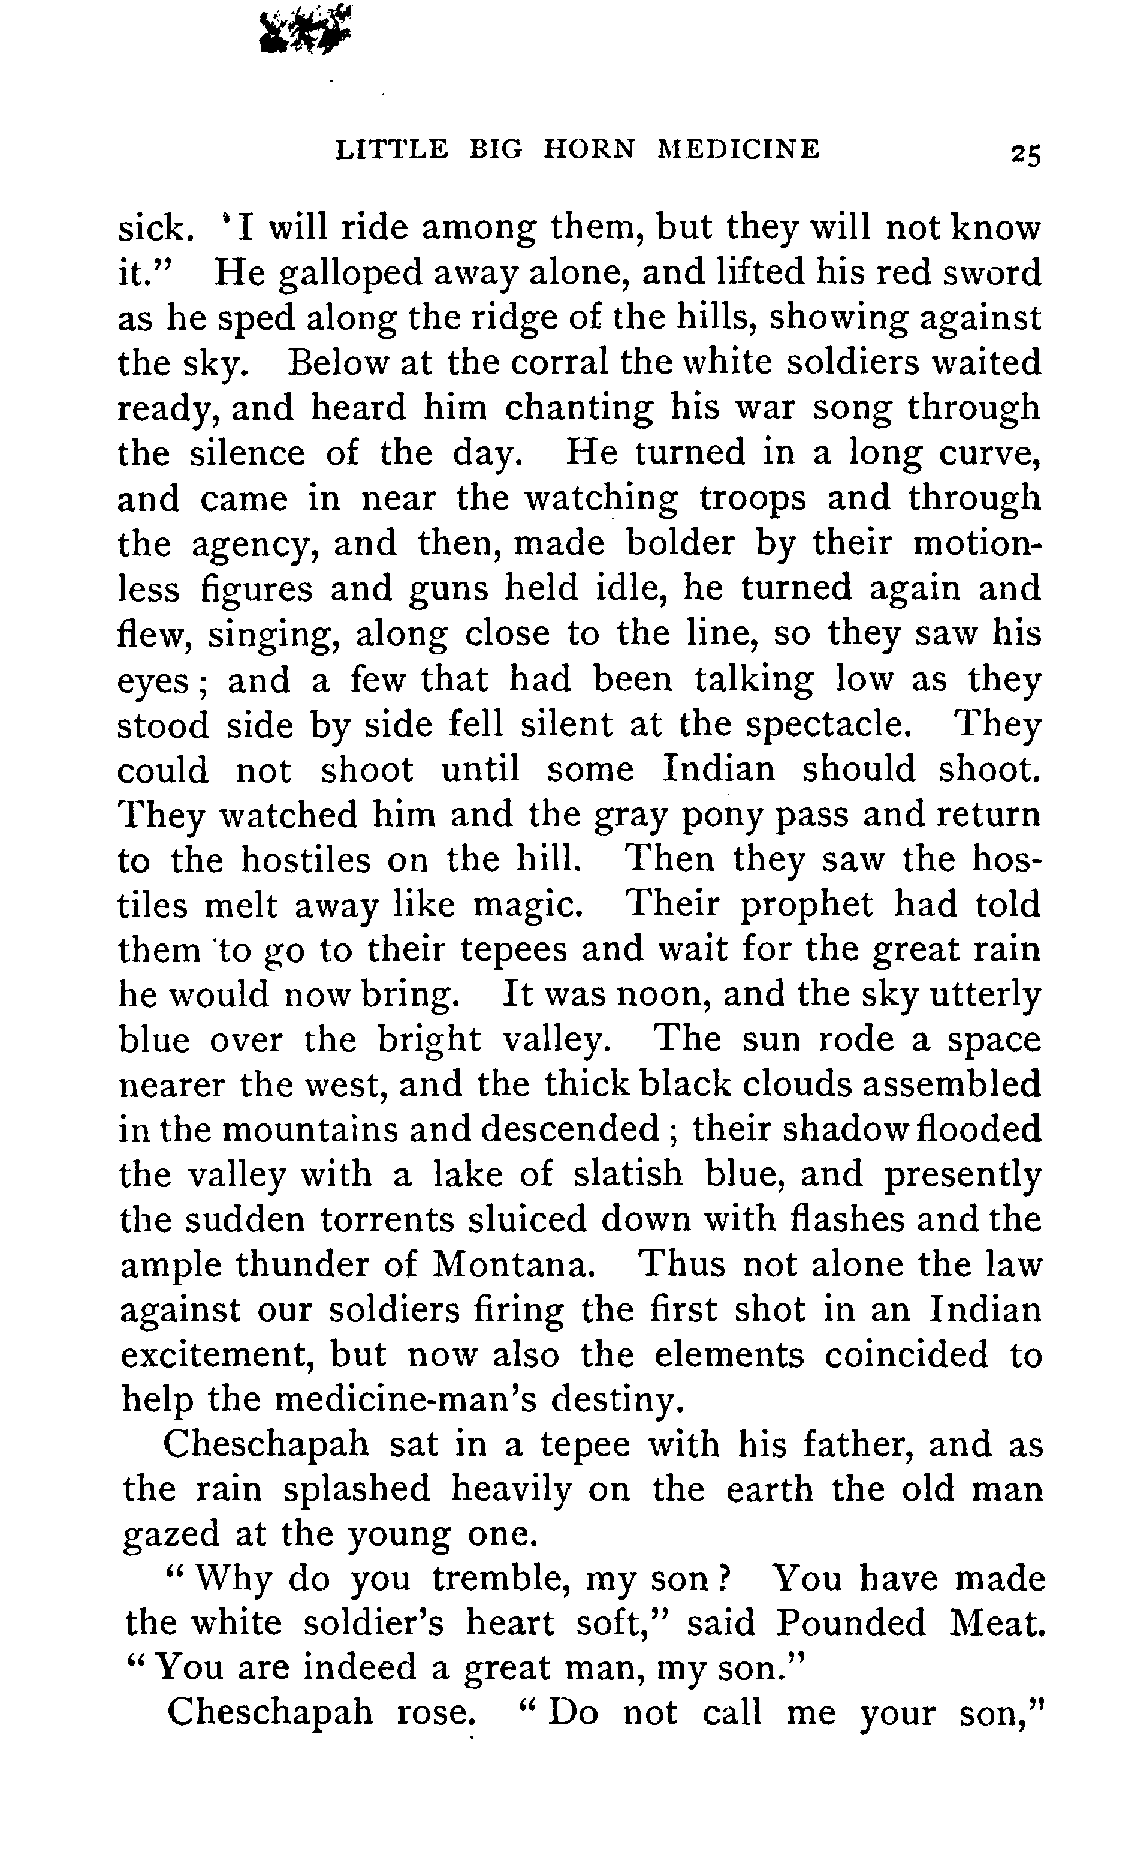 LITTLE BIG HORN MEDICINE 25
sick. 'I will ride among them, but they will not know
it.” He galloped away alone, and lifted his red sword
as he sped along the ridge of the hills, showing against
the sky. Below at the corral the white soldiers waited
ready, and heard him chanting his war song through
the silence of the day. He turned in a long curve,
and came in near the watching troops and through
the agency, and then, made bolder by their motion-
less figures and guns held idle, he turned again and
flew, singing, along close to the line, so they saw his
eyes ; and a few that had been talking low as they
stood side by side fell silent at the spectacle. They
could not shoot until some Indian should shoot.
They watched him and the gray pony pass and return
to the hostiles on the hill. Then they saw the hos-
tiles melt away like magic. Their prophet had told
them to go to their tepees and wait for the great rain
he would now bring. It was noon, and the sky utterly
blue over the bright valley. The sun rode a space
nearer the west, and the thick black clouds assembled
in the mountains and descended ; their shadow flooded
the valley with a lake of slatish blue, and presently
the sudden torrents sluiced down with flashes and the
ample thunder of Montana. Thus not alone the law
against our soldiers firing the first shot in an Indian
excitement, but now also the elements coincided to
help the medicine-man's destiny.
Cheschapah sat in a tepee with his father, and as
the rain splashed heavily on the earth the old man
gazed at the young one.
“ Why do you tremble, my son ? You have made
the white soldier's heart soft,” said Pounded Meat.
“ You are indeed a great man, my son.”
Cheschapah rose. “ Do not call me your son,”